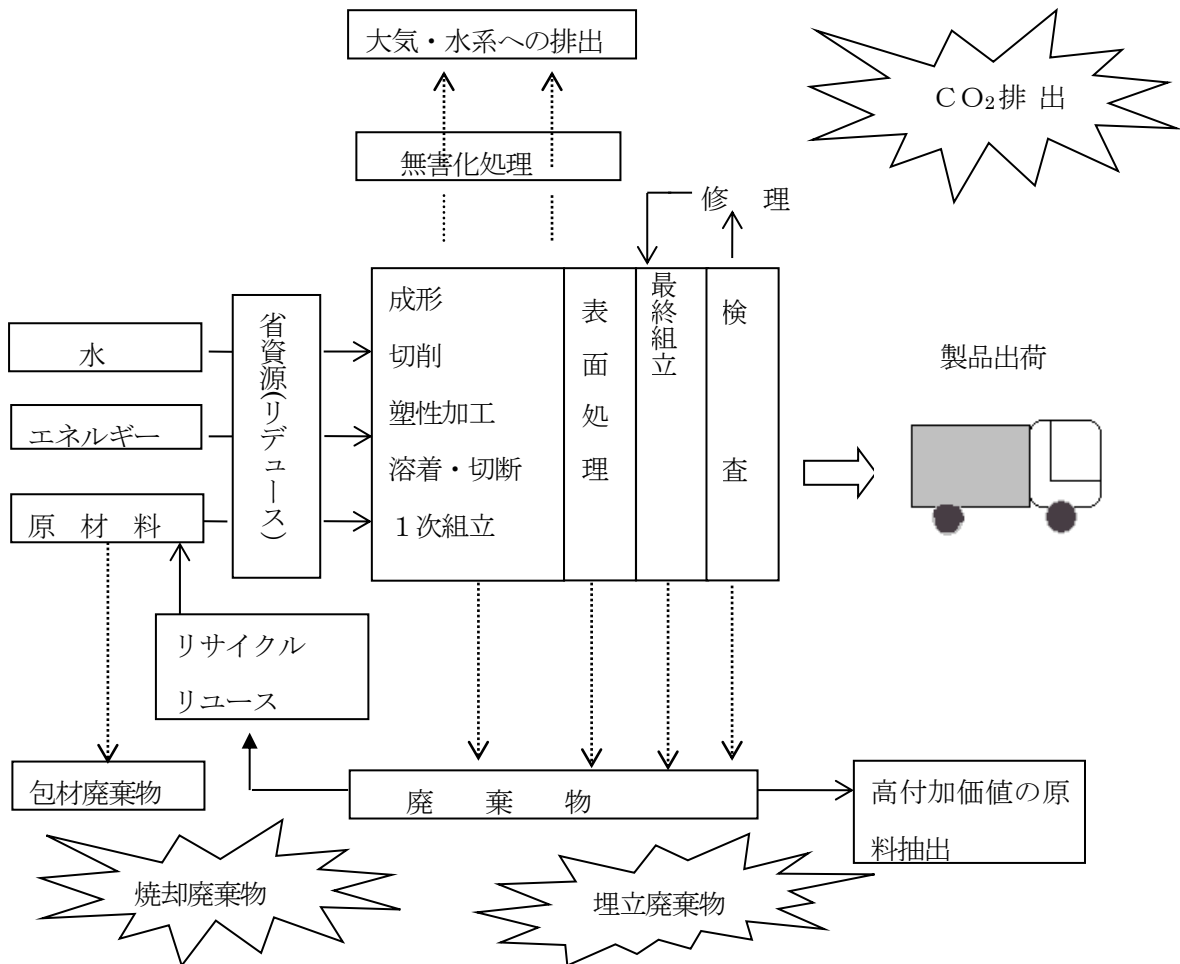 大気・水系への排出
CO₂排 出
無害化処理
修 理
成形
切削
塑性加工
溶着・切断
1次組立
表面処理
最終組立
検査
省資源(リデュース)
水
エネルギー
原 材 料
製品出荷
リサイクル
リユース
包材廃棄物
廃 棄 物
高付加価値の原
料抽出
焼却廃棄物
埋立廃棄物